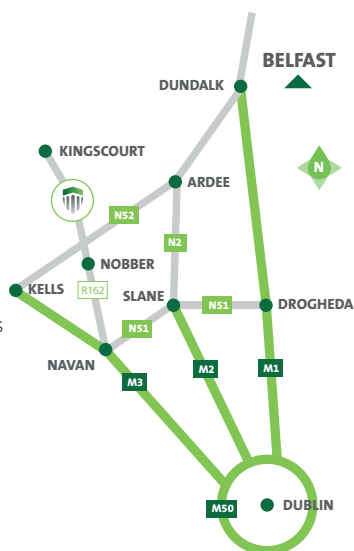 BELFAST
DUNDALK
KINGSCOURT
N
ARDEE
N52
N2
NOBBER
KELLS
R162
SLANE
N51
DROGHEDA
S
N51
NAVAN
M3
M2
M1
M50
DUBLIN